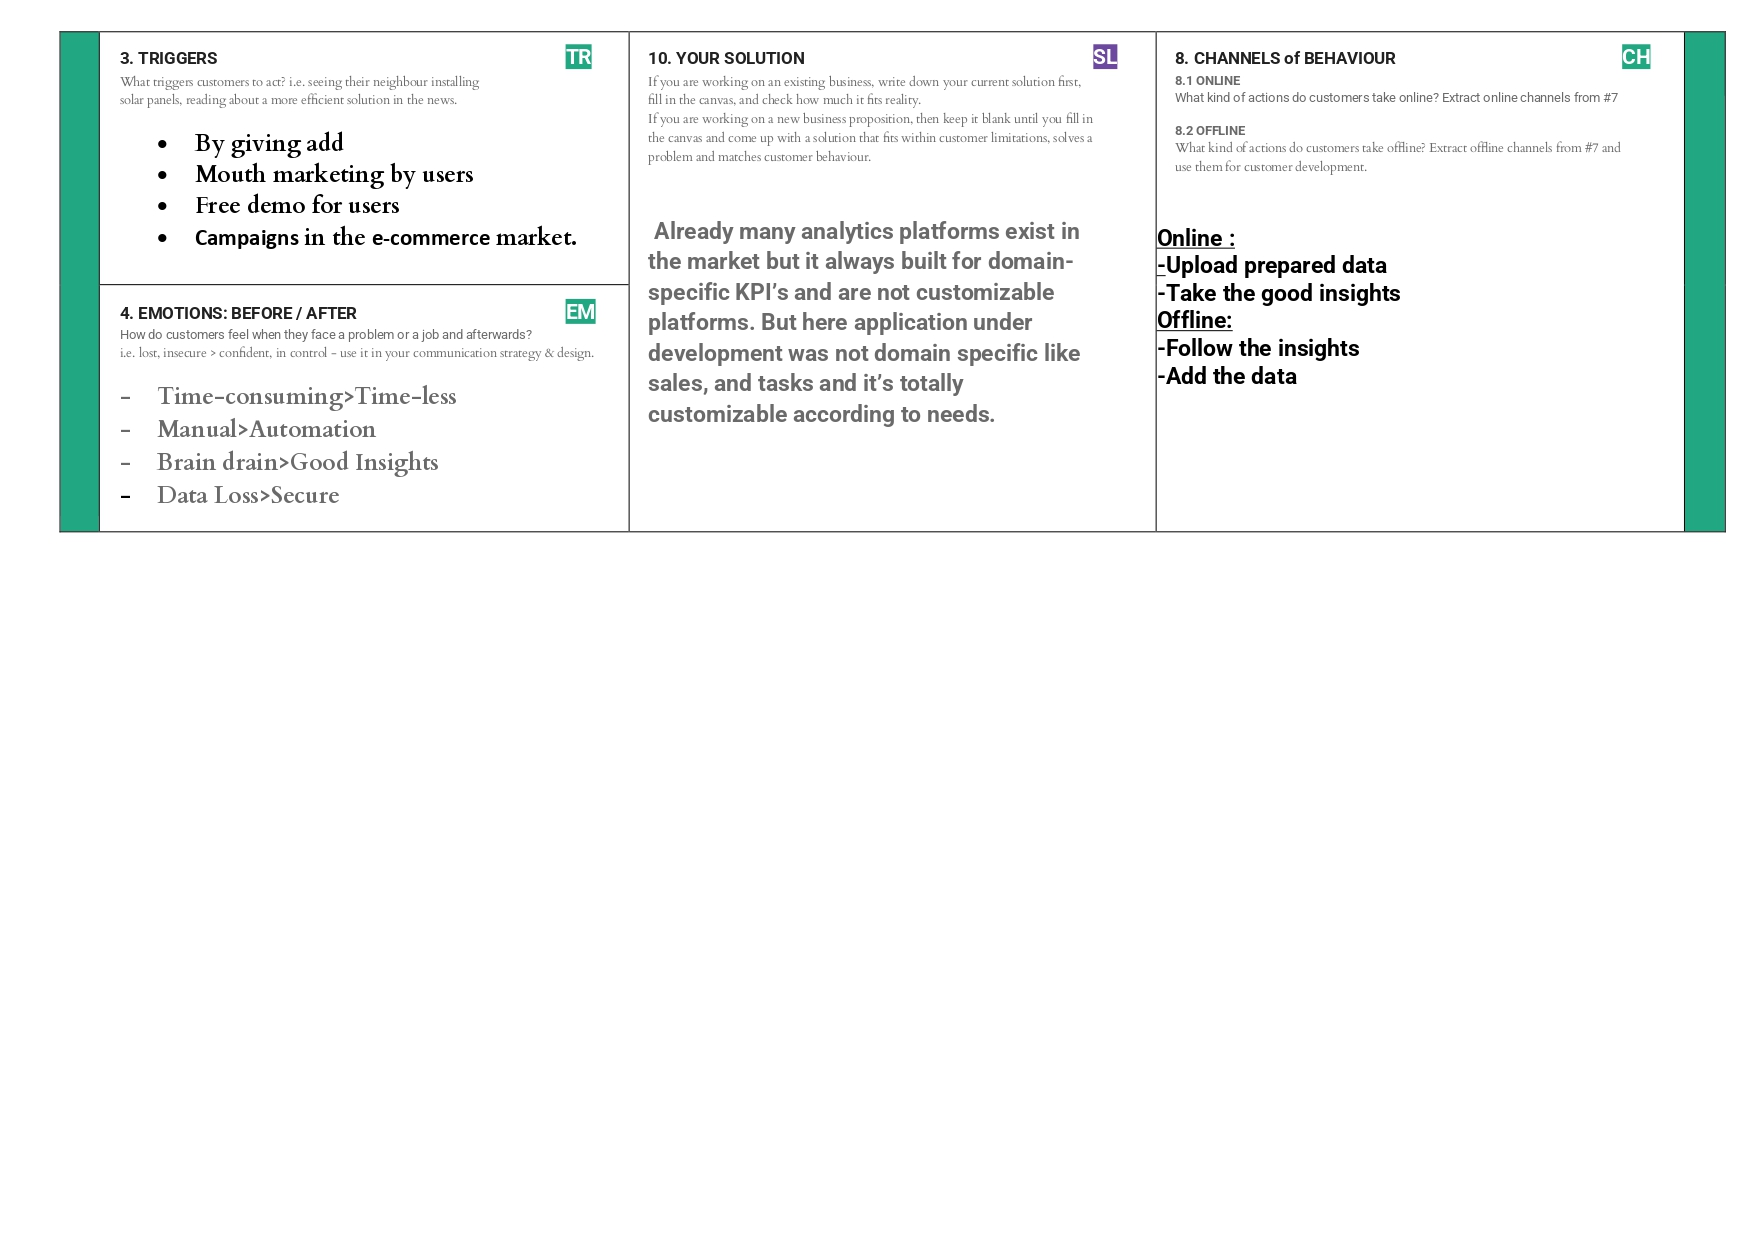 3. TRIGGERS
TR
What triggers customers to act? i.e. seeing their neighbour installing
solar panels, reading about a more efficient solution in the news.
• By giving add
• Mouth marketing by users
• Free demo for users
• Campaigns in the e-commerce market.
4. EMOTIONS: BEFORE / AFTER
EM
How do customers feel when they face a problem or a job and afterwards?
i.e. lost, insecure > confident, in control - use it in your communication strategy & design.
- Time-consuming>Time-less
- Manual>Automation
- Brain drain>Good Insights
- Data Loss>Secure
10. YOUR SOLUTION
SL
If you are working on an existing business, write down your current solution first,
fill in the canvas, and check how much it fits reality.
If you are working on a new business proposition, then keep it blank until you fill in
the canvas and come up with a solution that fits within customer limitations, solves a
problem and matches customer behaviour.
Already many analytics platforms exist in
the market but it always built for domain-
specific KPI’s and are not customizable
platforms. But here application under
development was not domain specific like
sales, and tasks and it’s totally
customizable according to needs.
8. CHANNELS of BEHAVIOUR
CH
8.1 ONLINE
What kind of actions do customers take online? Extract online channels from #7
8.2 OFFLINE
What kind of actions do customers take offline? Extract offline channels from #7 and
use them for customer development.
Online :
-Upload prepared data
-Take the good insights
Offline:
-Follow the insights
-Add the data